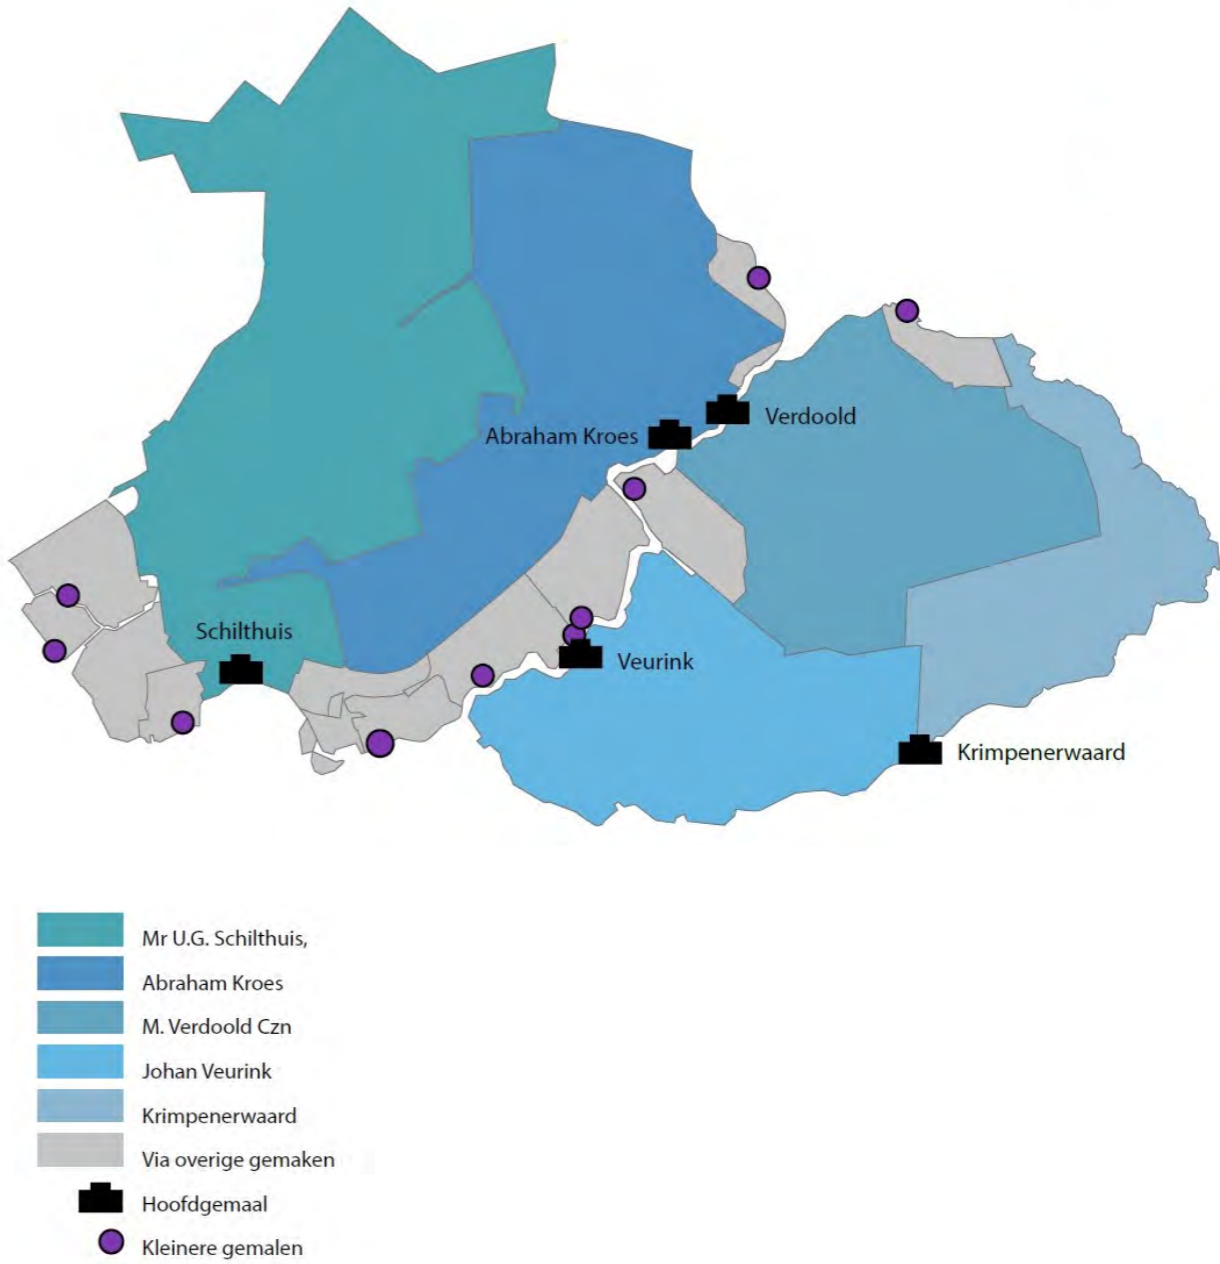 Verdoold
Abraham Kroes
Schilthuis
Veurink
Krimpenerwaard
Mr U.G. Schilthuis,
Abraham Kroes
M. Verdoold Czn
Johan Veurink
Krimpenerwaard
Via overige gemaken
Hoofdgemaal
Kleinere gemalen